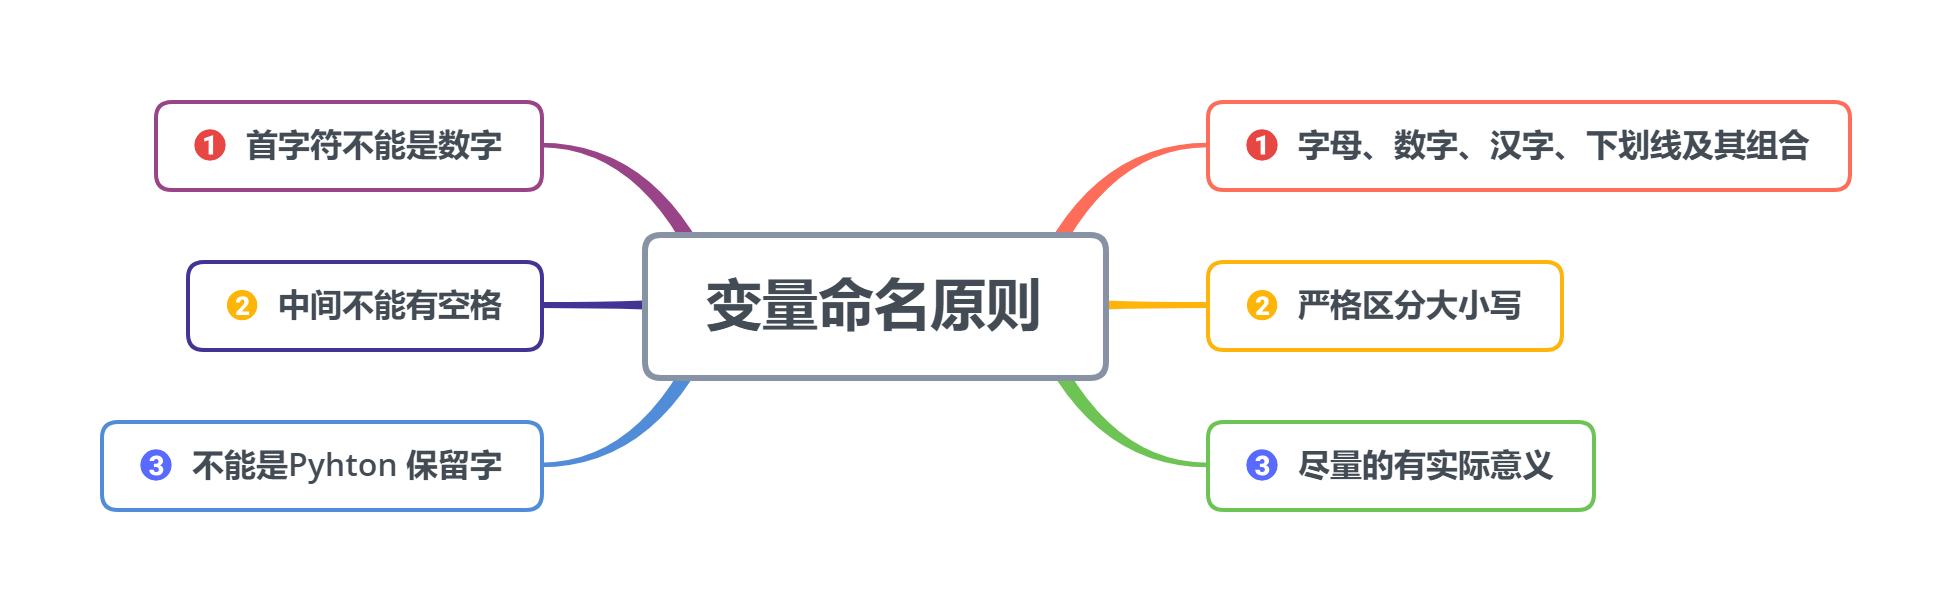 变量命名原则
1 首字符不能是数字
2 中间不能有空格
3 不能是Pyhton 保留字
1 字母、数字、汉字、下划线及其组合
2 严格区分大小写
3 尽量的有实际意义